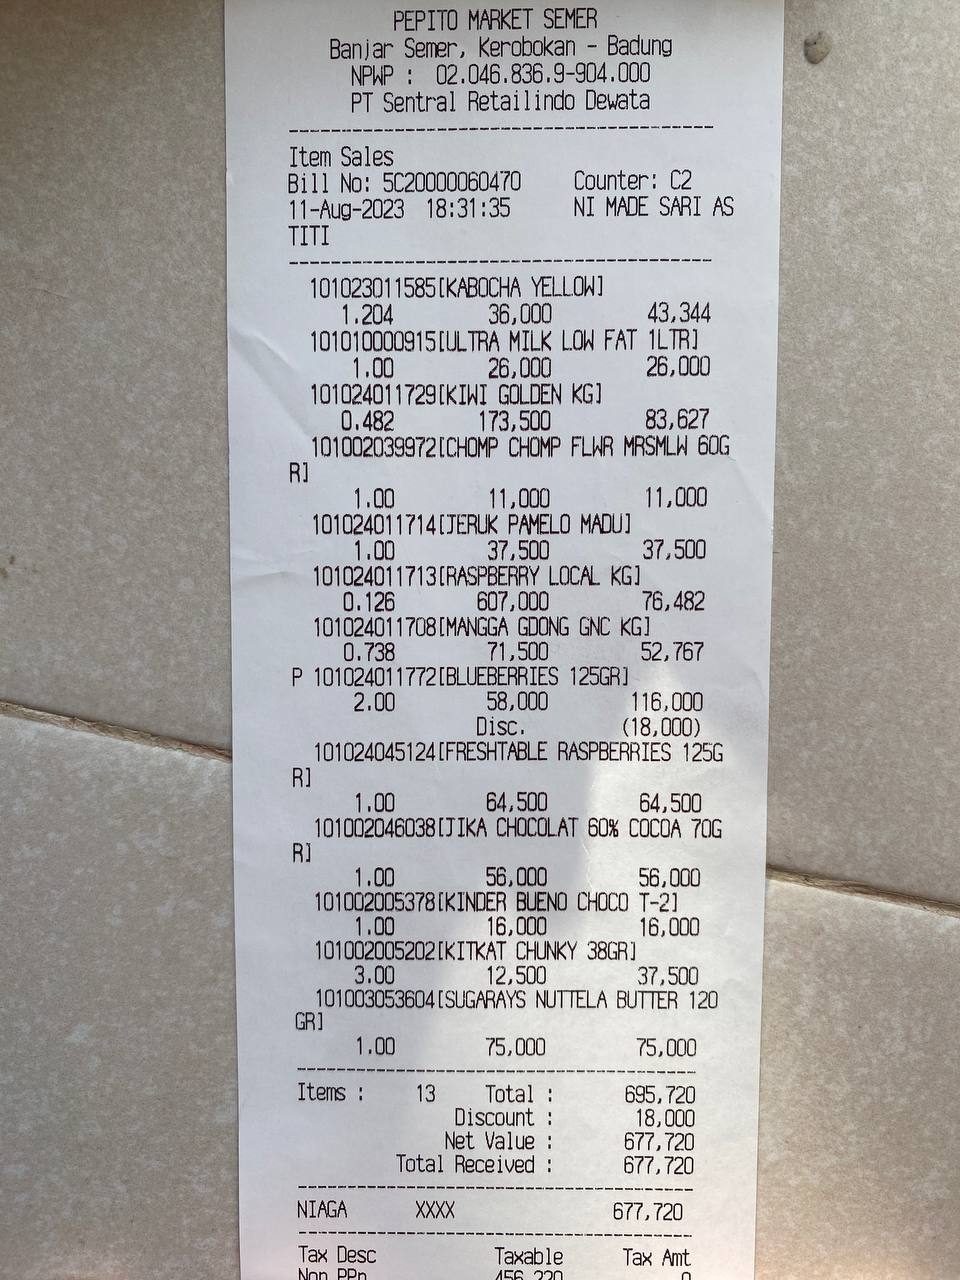 PEPITO MARKET SEMER
Banjar Semer, Kerobokan - Badung
NPWP : 02.046.836.9-904.000
PT Sentral Retailindo Dewata
Item Sales
Bill No: 5C20000060470 Counter: C2
11-Aug-2023 18:31:35 NI MADE SARI AS
TITI
101023011585[KABOCHA YELLOW]
1.204 36,000 43,344
101010000915[ULTRA MILK LOW FAT 1LTR]
1.00 26,000 26,000
101024011729[KIWI GOLDEN KG]
0.482 173,500 83,627
101002039972[CHOMP CHOMP FLWR MRSMLW 60G
R]
1.00 11,000 11,000
101024011714[JERUK PAMELO MADU]
1.00 37,500 37,500
101024011713[RASPBERRY LOCAL KG]
0.126 607,000 76,482
101024011708[MANGGA GDONG GNC KG]
0.738 71,500 52,767
P 101024011772[BLUEBERRIES 125GR]
2.00 58,000 116,000
Disc. (18,000)
101024045124[FRESHTABLE RASPBERRIES 125G
R]
1.00 64,500 64,500
101002046038[JIKA CHOCOLAT 60% COCOA 70G
R]
1.00 56,000 56,000
101002005378[KINDER BUENO CHOCO T-2]
1.00 16,000 16,000
101002005202[KITKAT CHUNKY 38GR]
3.00 12,500 37,500
101003053604[SUGARAYS NUTTELA BUTTER 120
GR]
1.00 75,000 75,000
Items : 13 Total : 695,720
Discount : 18,000
Net Value : 677,720
Total Received : 677,720
NIAGA XXXX 677,720
Tax Desc Taxable Tax Amt
Non PPn 456,220 0